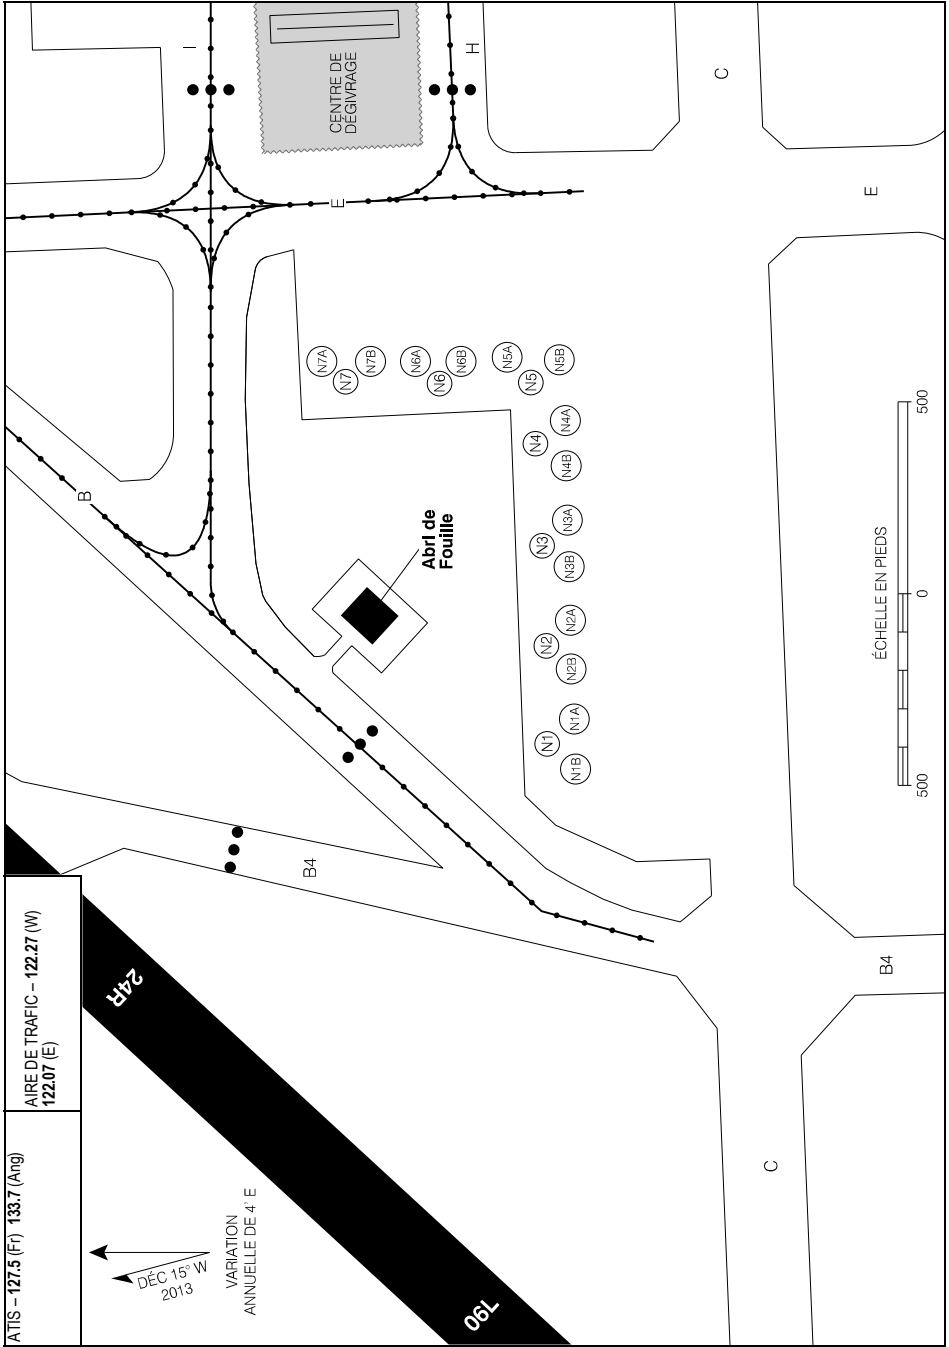 ATIS – 127.5 (Fr) 133.7 (Ang)
AIRE DE TRAFIC – 122.27 (W)
122.07 (E)
I
CENTRE DE
DÉGIVRAGE
H
C
E
E
B
N7A
N7
N7B
N6A
N6
N6B
N5A
N5
N5B
N4A
N4
N4B
N3A
N3
N3B
N2A
N2
N2B
N1A
N1
N1B
Abri de
Fouille
ÉCHELLE EN PIEDS
500
0
500
B4
B4
24R
C
DÉC 15° W
2013
VARIATION
ANNUELLE DE 4' E
06L